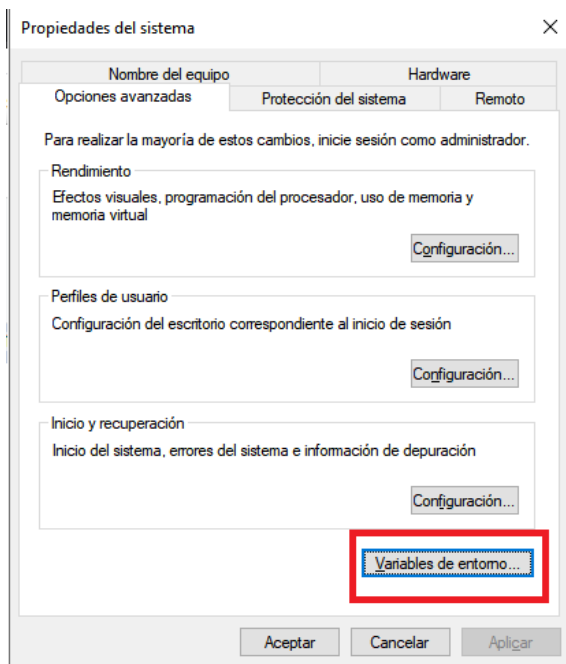 Propiedades del sistema
Nombre del equipo
Hardware
Opciones avanzadas
Protección del sistema
Remoto
Para realizar la mayoría de estos cambios, inicie sesión como administrador.
Rendimiento
Efectos visuales, programación del procesador, uso de memoria y
memoria virtual
Configuración...
Perfiles de usuario
Configuración del escritorio correspondiente al inicio de sesión
Configuración...
Inicio y recuperación
Inicio del sistema, errores del sistema e información de depuración
Configuración...
Variables de entorno...
Aceptar
Cancelar
Aplicar